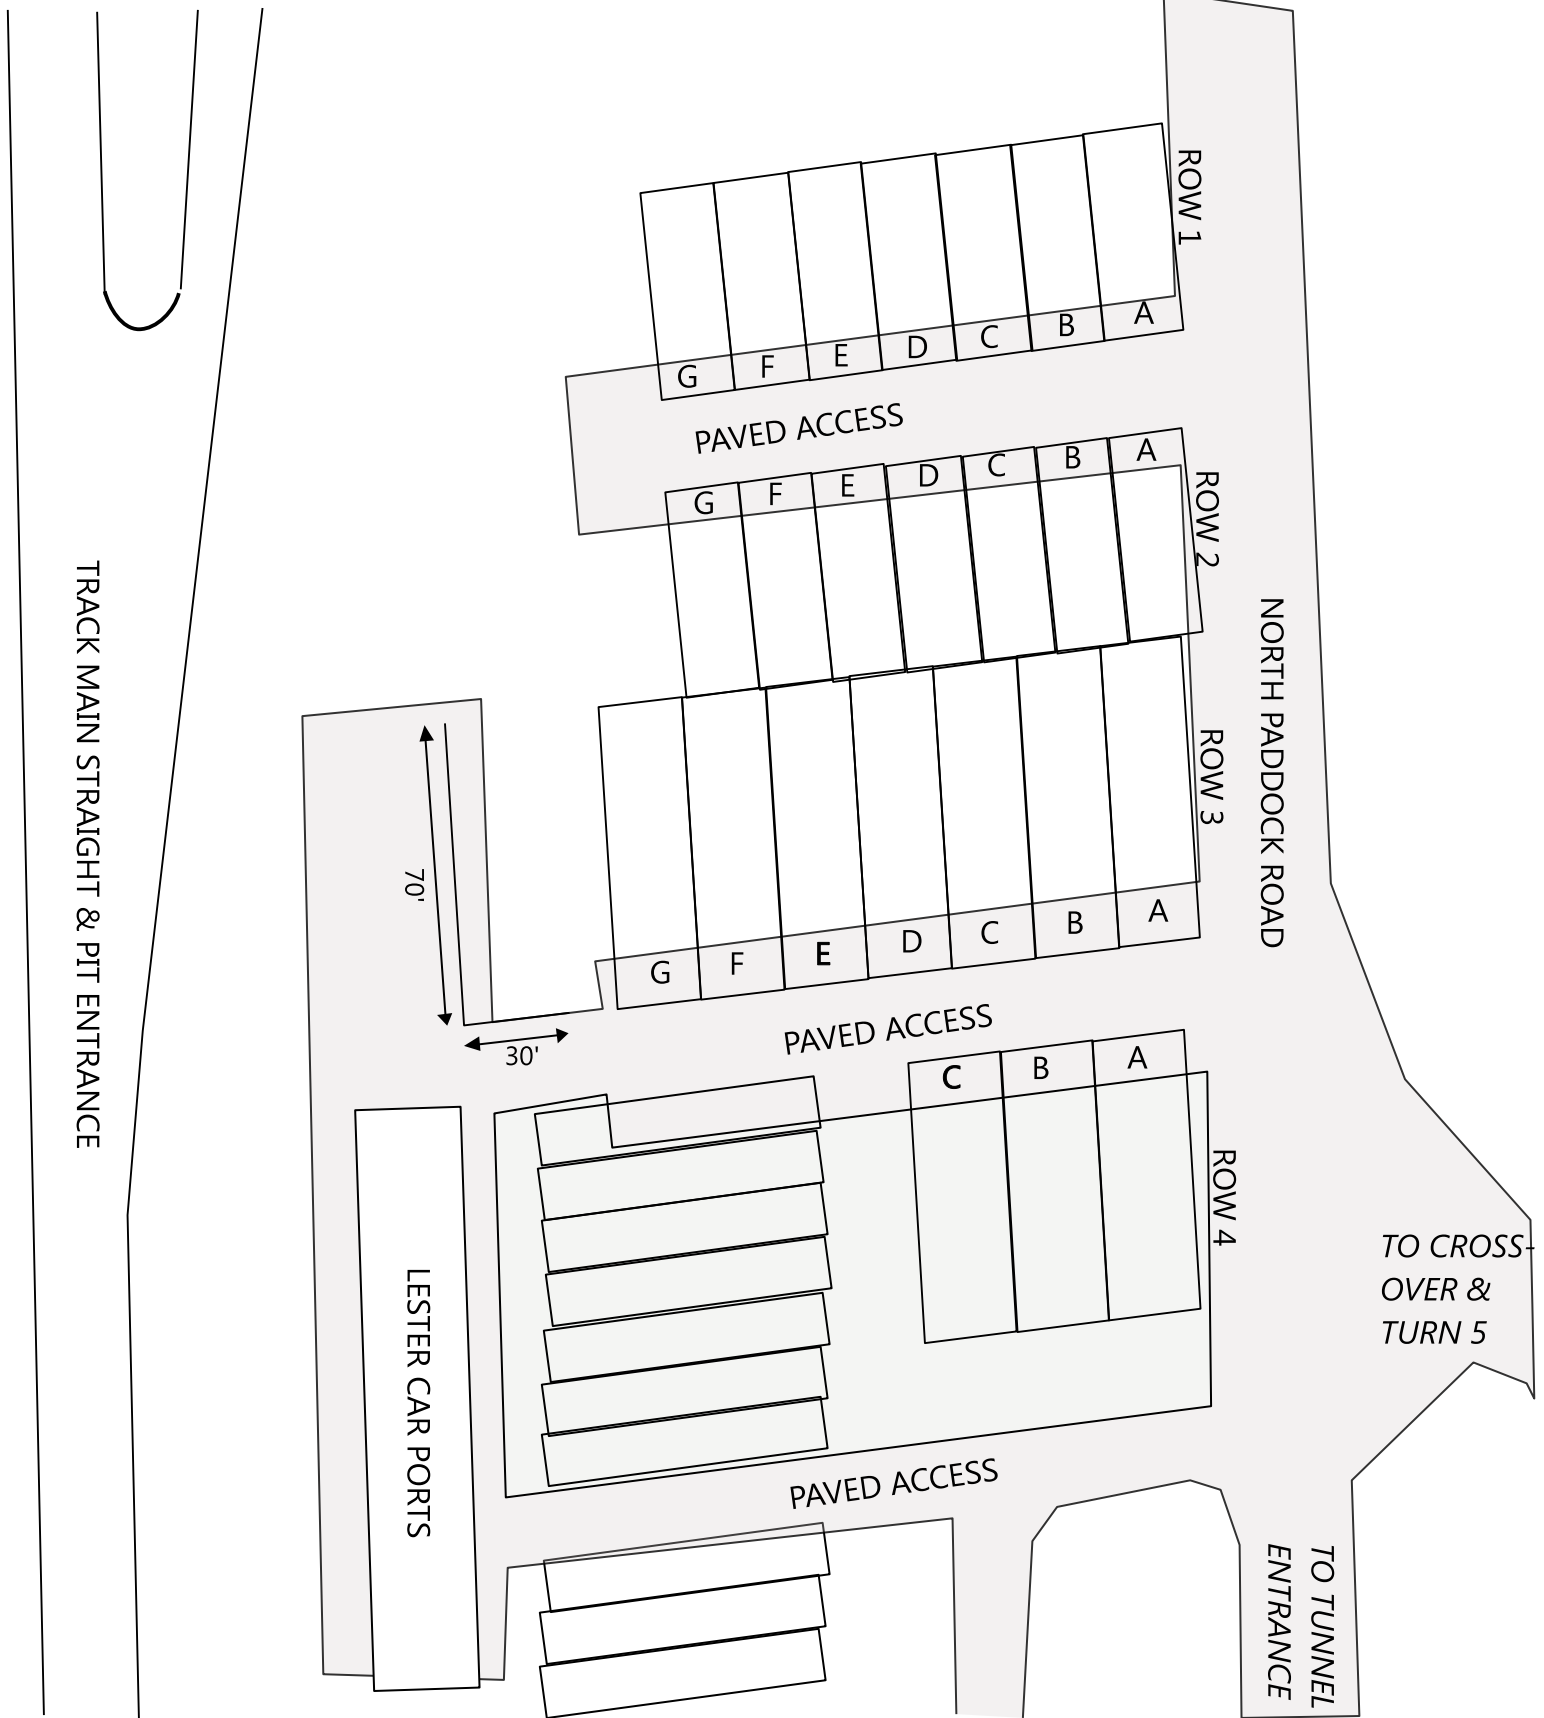 ROW 1
A
B
C
D
E
F
G
PAVED ACCESS
G
F
E
D
C
B
A
ROW 2
TRACK MAIN STRAIGHT & PIT ENTRANCE
NORTH PADDOCK ROAD
ROW 3
70'
G
F
E
D
C
B
A
30'
PAVED ACCESS
C
B
A
ROW 4
TO CROSS-
OVER &
TURN 5
LESTER CAR PORTS
PAVED ACCESS
TO TUNNEL
ENTRANCE